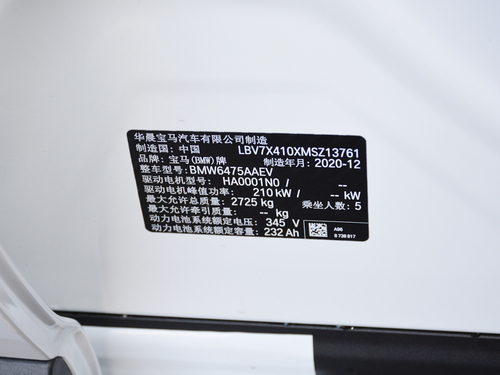 华晨宝马汽车有限公司制造
制造国: 中国 LBV7X410XMSZ13761
品牌: 宝马(BMW)牌 制造年月: 2020-12
整车型号: BMW6475AAEV
驱动电机型号: HA0001N0 / --
驱动电机峰值功率: 210 kW / -- kW
最大允许总质量: 2725 kg 乘坐人数: 5
最大允许牵引质量: -- kg
动力电池系统额定电压: 345 V
动力电池系统额定容量: 232 Ah
A96
8 736 817